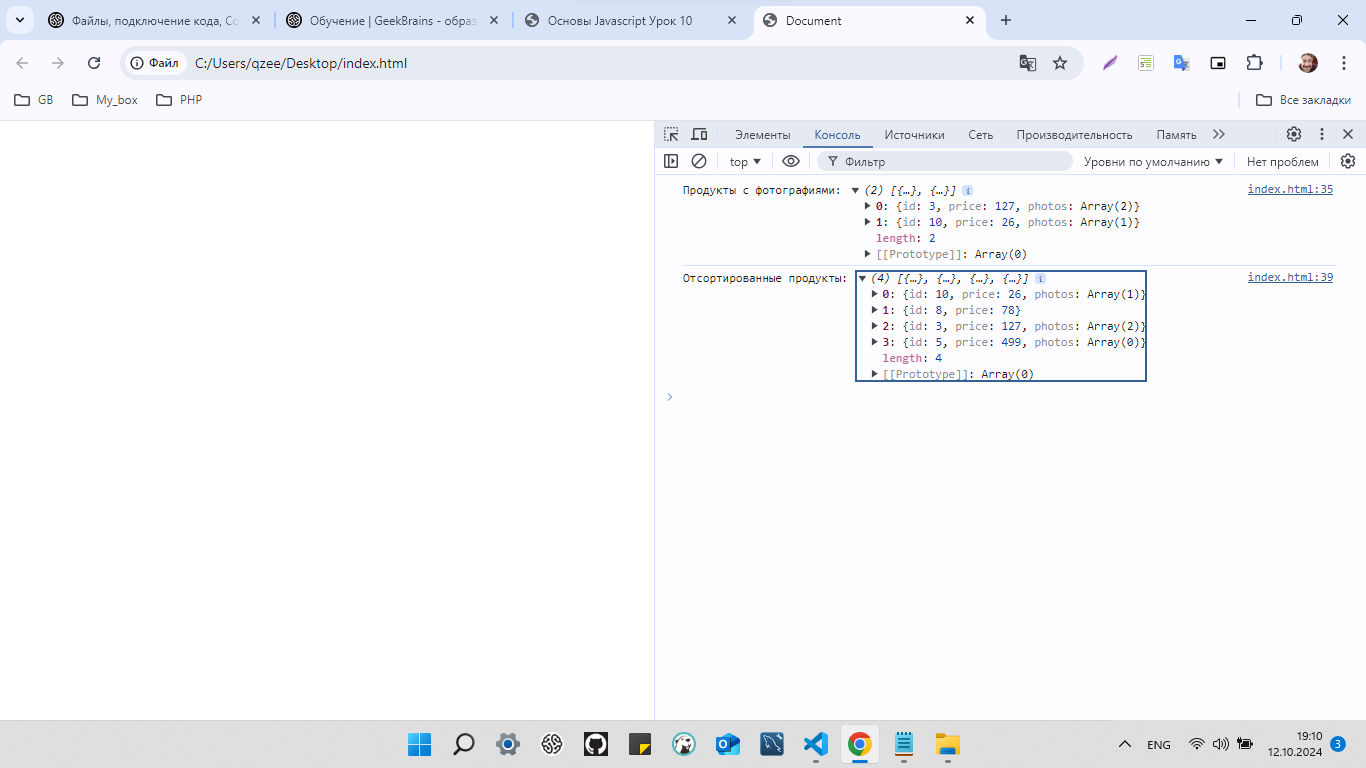 Файлы, подключение кода, Со
Обучение | GeekBrains - образ
Основы Javascript Урок 10
Document
Файл
C:/Users/qzee/Desktop/index.html
GB
My_box
PHP
Все закладки
Элементы
Консоль
Источники
Сеть
Производительность
Память
top
Фильтр
Уровни по умолчанию
Нет проблем
Продукты с фотографиями: (2) [{…}, {…}] i
index.html:35
0: {id: 3, price: 127, photos: Array(2)}
1: {id: 10, price: 26, photos: Array(1)}
length: 2
[[Prototype]]: Array(0)
Отсортированные продукты: (4) [{…}, {…}, {…}, {…}] i
index.html:39
0: {id: 10, price: 26, photos: Array(1)}
1: {id: 8, price: 78}
2: {id: 3, price: 127, photos: Array(2)}
3: {id: 5, price: 499, photos: Array(0)}
length: 4
[[Prototype]]: Array(0)
ENG
19:10
12.10.2024
3